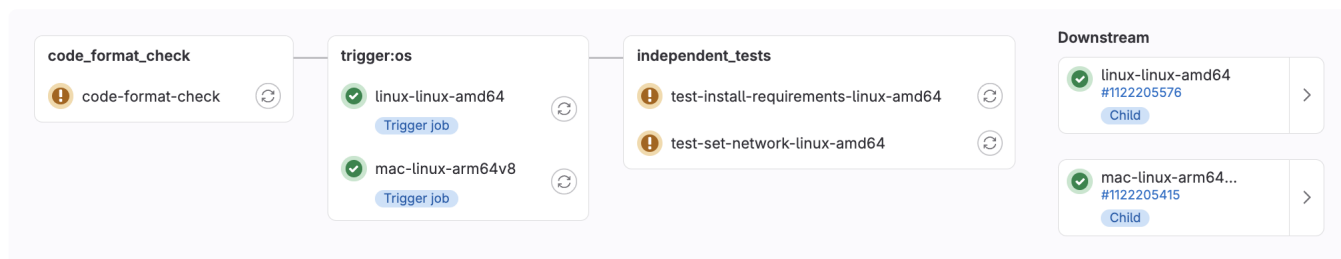 code_format_check
code-format-check
trigger:os
linux-linux-amd64
Trigger job
mac-linux-arm64v8
Trigger job
independent_tests
test-install-requirements-linux-amd64
test-set-network-linux-amd64
Downstream
linux-linux-amd64
#1122205576
Child
mac-linux-arm64...
#1122205415
Child